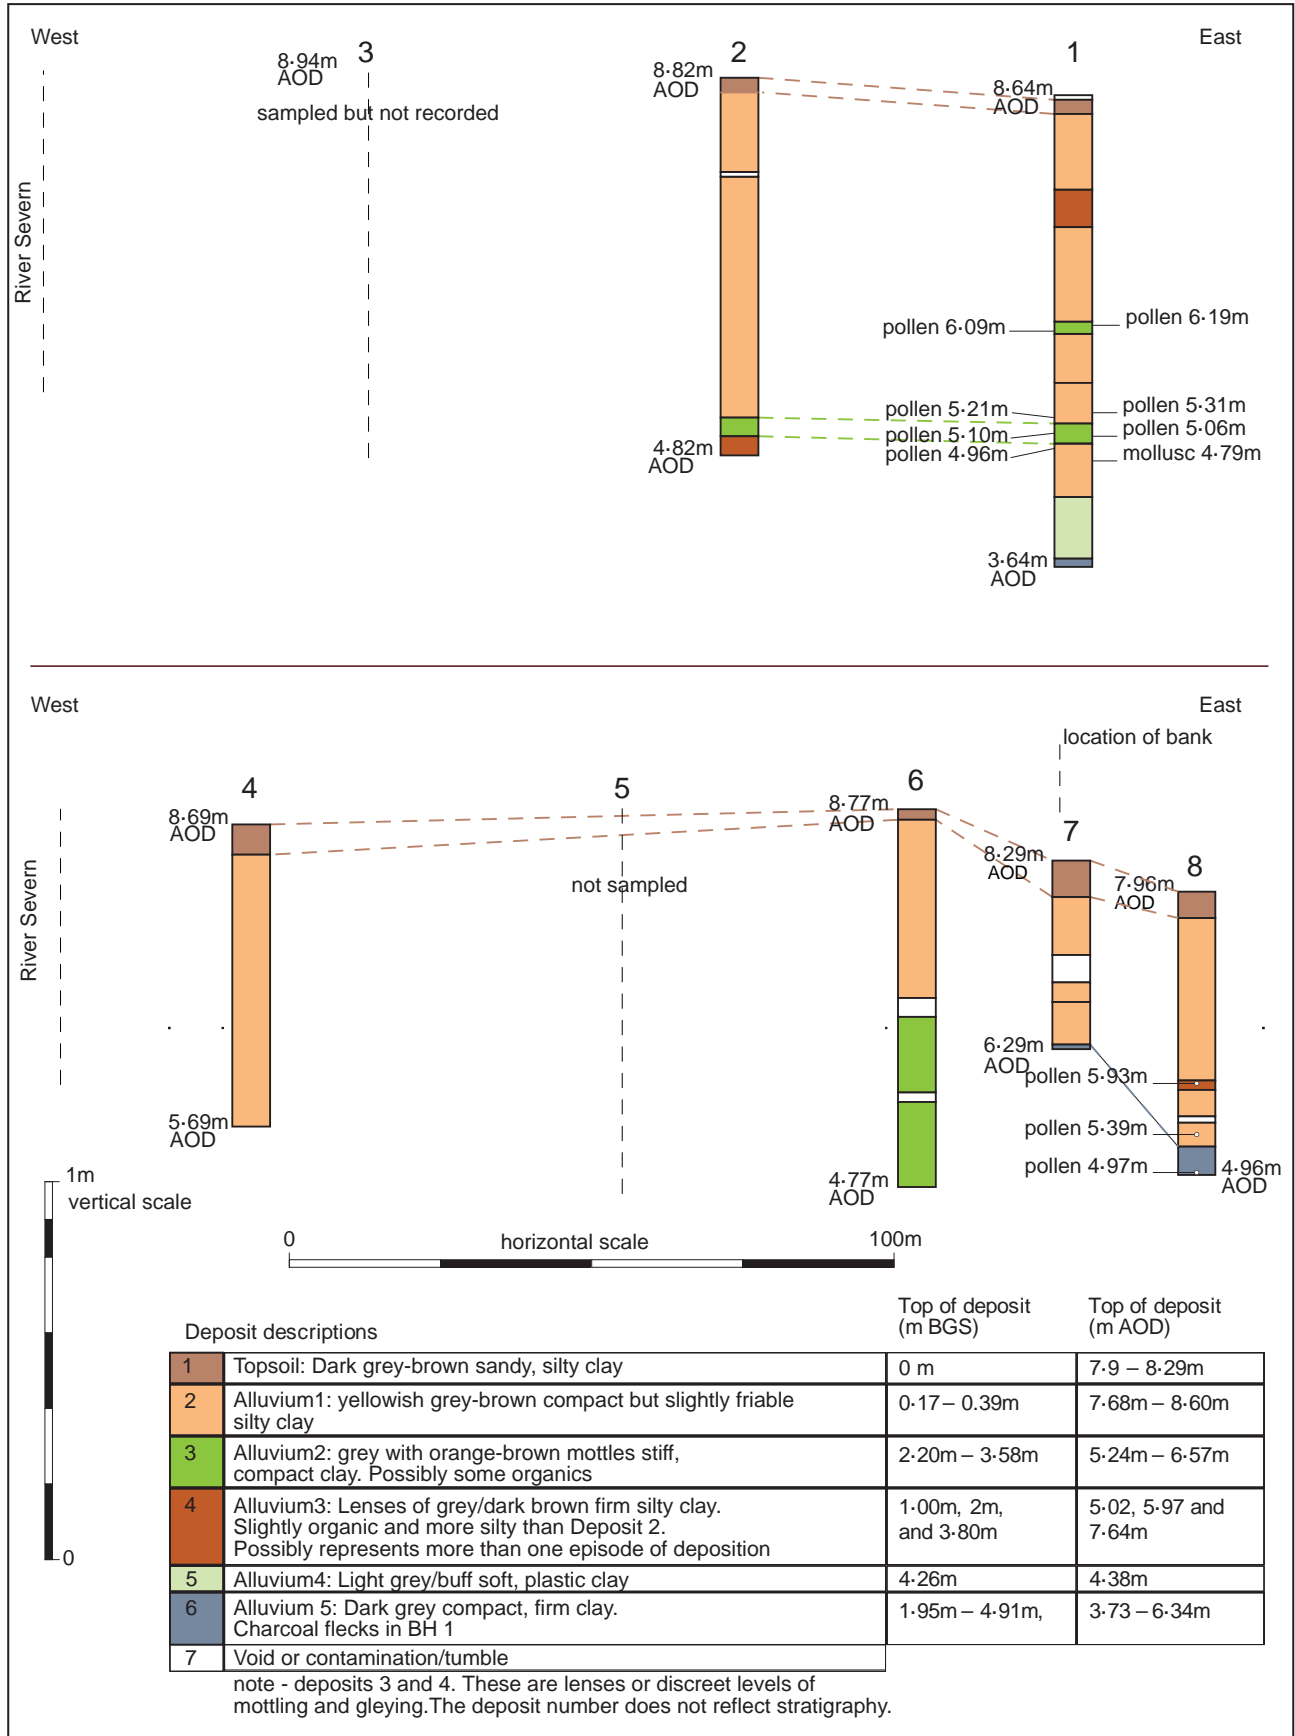 West
East
8·94m
AOD
3
sampled but not recorded
River Severn
2
8·82m
AOD
4·82m
AOD
1
8·64m
AOD
pollen 6·09m
pollen 6·19m
pollen 5·21m
pollen 5·31m
pollen 5·10m
pollen 5·06m
pollen 4·96m
mollusc 4·79m
3·64m
AOD
West
East
location of bank
River Severn
4
8·69m
AOD
5·69m
AOD
5
not sampled
6
8·77m
AOD
4·77m
AOD
7
8·29m
AOD
6·29m
AOD
8
7·96m
AOD
pollen 5·93m
pollen 5·39m
pollen 4·97m
4·96m
AOD
1m
vertical scale
0
0
horizontal scale
100m
Deposit descriptions
Top of deposit
(m BGS)
Top of deposit
(m AOD)
1
Topsoil: Dark grey-brown sandy, silty clay
0 m
7·9 – 8·29m
2
Alluvium1: yellowish grey-brown compact but slightly friable
silty clay
0·17 – 0.39m
7·68m – 8·60m
3
Alluvium2: grey with orange-brown mottles stiff,
compact clay. Possibly some organics
2·20m – 3·58m
5·24m – 6·57m
4
Alluvium3: Lenses of grey/dark brown firm silty clay.
Slightly organic and more silty than Deposit 2.
Possibly represents more than one episode of deposition
1·00m, 2m,
and 3·80m
5·02, 5·97 and
7·64m
5
Alluvium4: Light grey/buff soft, plastic clay
4·26m
4·38m
6
Alluvium 5: Dark grey compact, firm clay.
Charcoal flecks in BH 1
1·95m – 4·91m,
3·73 – 6·34m
7
Void or contamination/tumble
note - deposits 3 and 4. These are lenses or discreet levels of
mottling and gleying.The deposit number does not reflect stratigraphy.